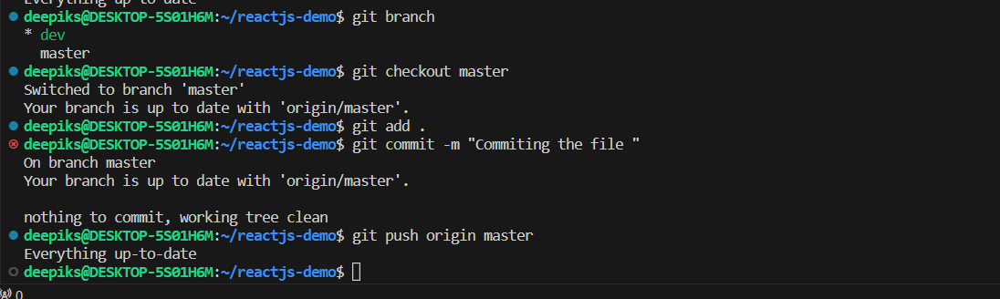 Everything up-to-date
deepiks@DESKTOP-5S01H6M:~/reactjs-demo$ git branch
* dev
  master
deepiks@DESKTOP-5S01H6M:~/reactjs-demo$ git checkout master
Switched to branch 'master'
Your branch is up to date with 'origin/master'.
deepiks@DESKTOP-5S01H6M:~/reactjs-demo$ git add .
deepiks@DESKTOP-5S01H6M:~/reactjs-demo$ git commit -m "Commiting the file "
On branch master
Your branch is up to date with 'origin/master'.

nothing to commit, working tree clean
deepiks@DESKTOP-5S01H6M:~/reactjs-demo$ git push origin master
Everything up-to-date
deepiks@DESKTOP-5S01H6M:~/reactjs-demo$
0